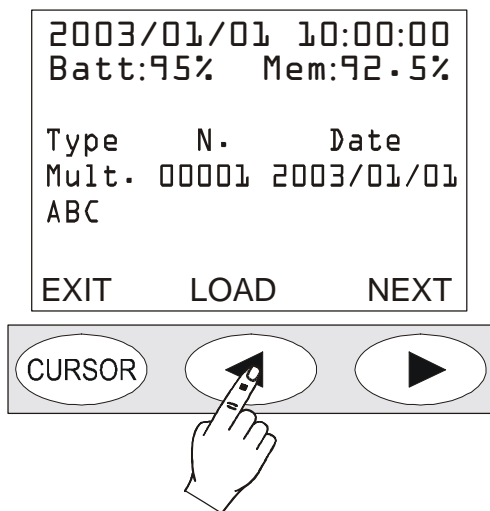 2003/01/01 10:00:00
Batt:95% Mem:92.5%
Type N. Date
Mult. 00001 2003/01/01
ABC
EXIT LOAD NEXT
CURSOR